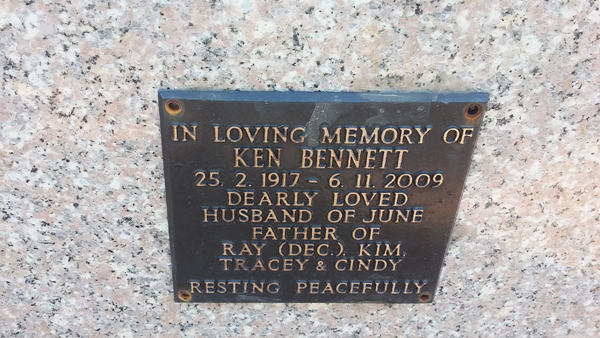 IN LOVING MEMORY OF
KEN BENNETT
25. 2. 1917 - 6. 11. 2009
DEARLY LOVED
HUSBAND OF JUNE
FATHER OF
RAY (DEC.), KIM,
TRACEY & CINDY
RESTING PEACEFULLY